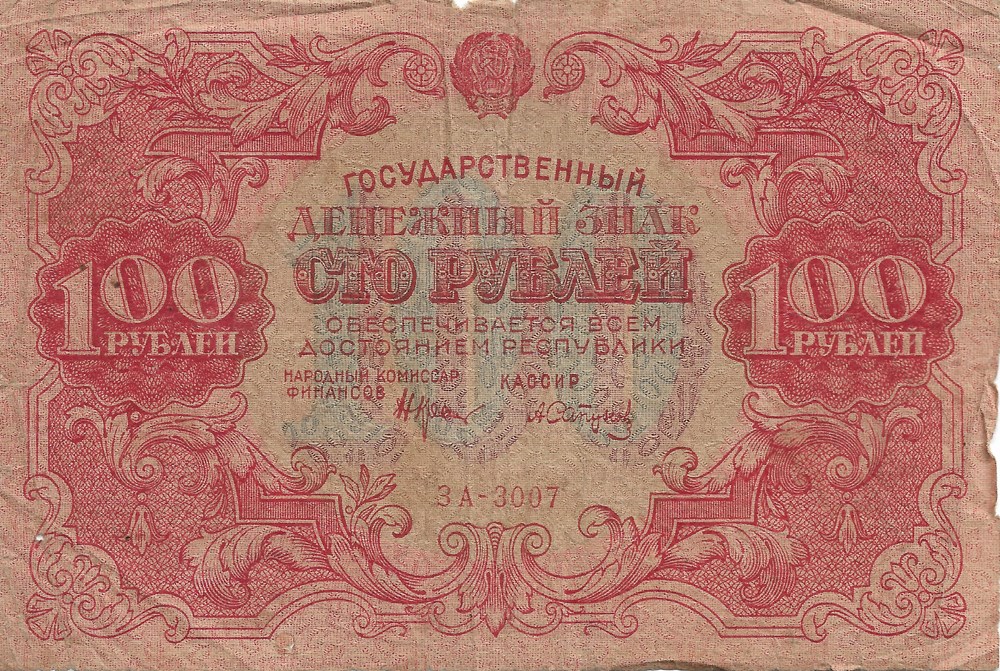 ГОСУДАРСТВЕННЫЙ
ДЕНЕЖНЫЙ ЗНАК
СТО РУБЛЕЙ
100
РУБЛЕЙ
100
РУБЛЕЙ
100
ОБЕСПЕЧИВАЕТСЯ ВСЕМ
ДОСТОЯНИЕМ РЕСПУБЛИКИ
НАРОДНЫЙ КОМИССАР
ФИНАНСОВ
КАССИР
ЗА-3007